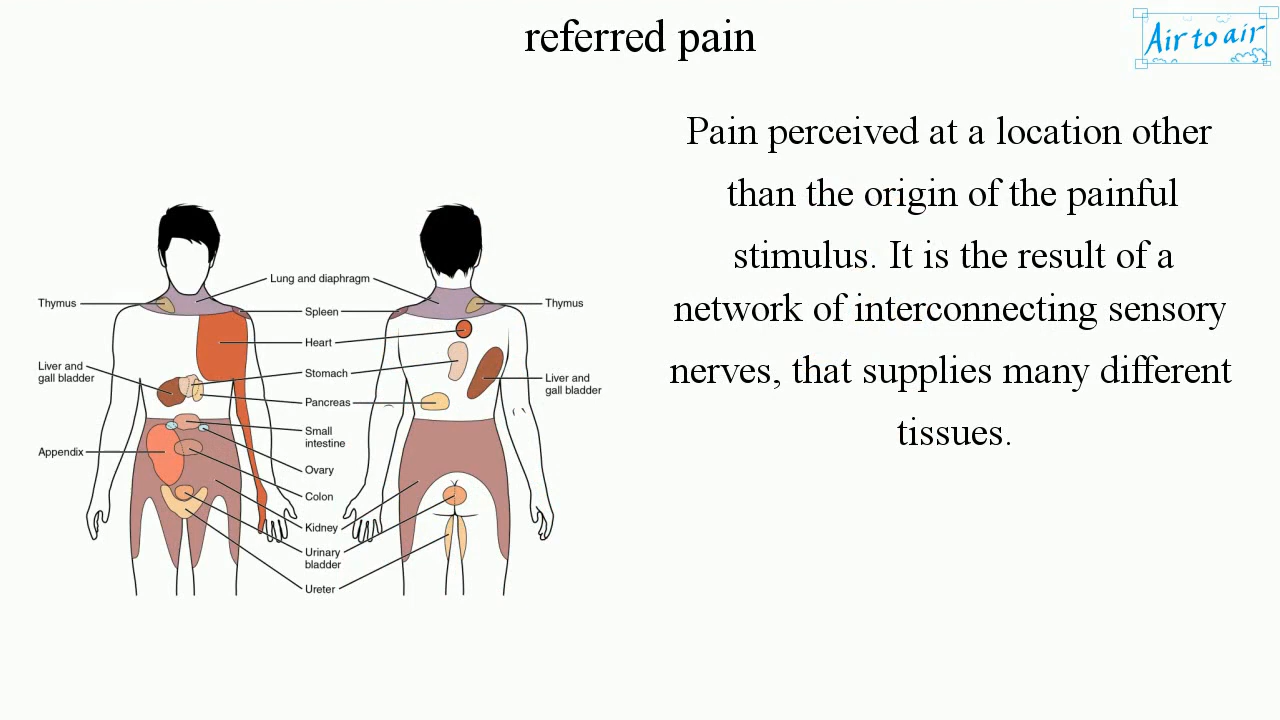 referred pain
Air to air
Pain perceived at a location other
than the origin of the painful
stimulus. It is the result of a
network of interconnecting sensory
nerves, that supplies many different
tissues.
Lung and diaphragm
Thymus
Spleen
Thymus
Heart
Liver and
gall bladder
Stomach
Liver and
gall bladder
Pancreas
Small
intestine
Appendix
Ovary
Colon
Kidney
Urinary
bladder
Ureter